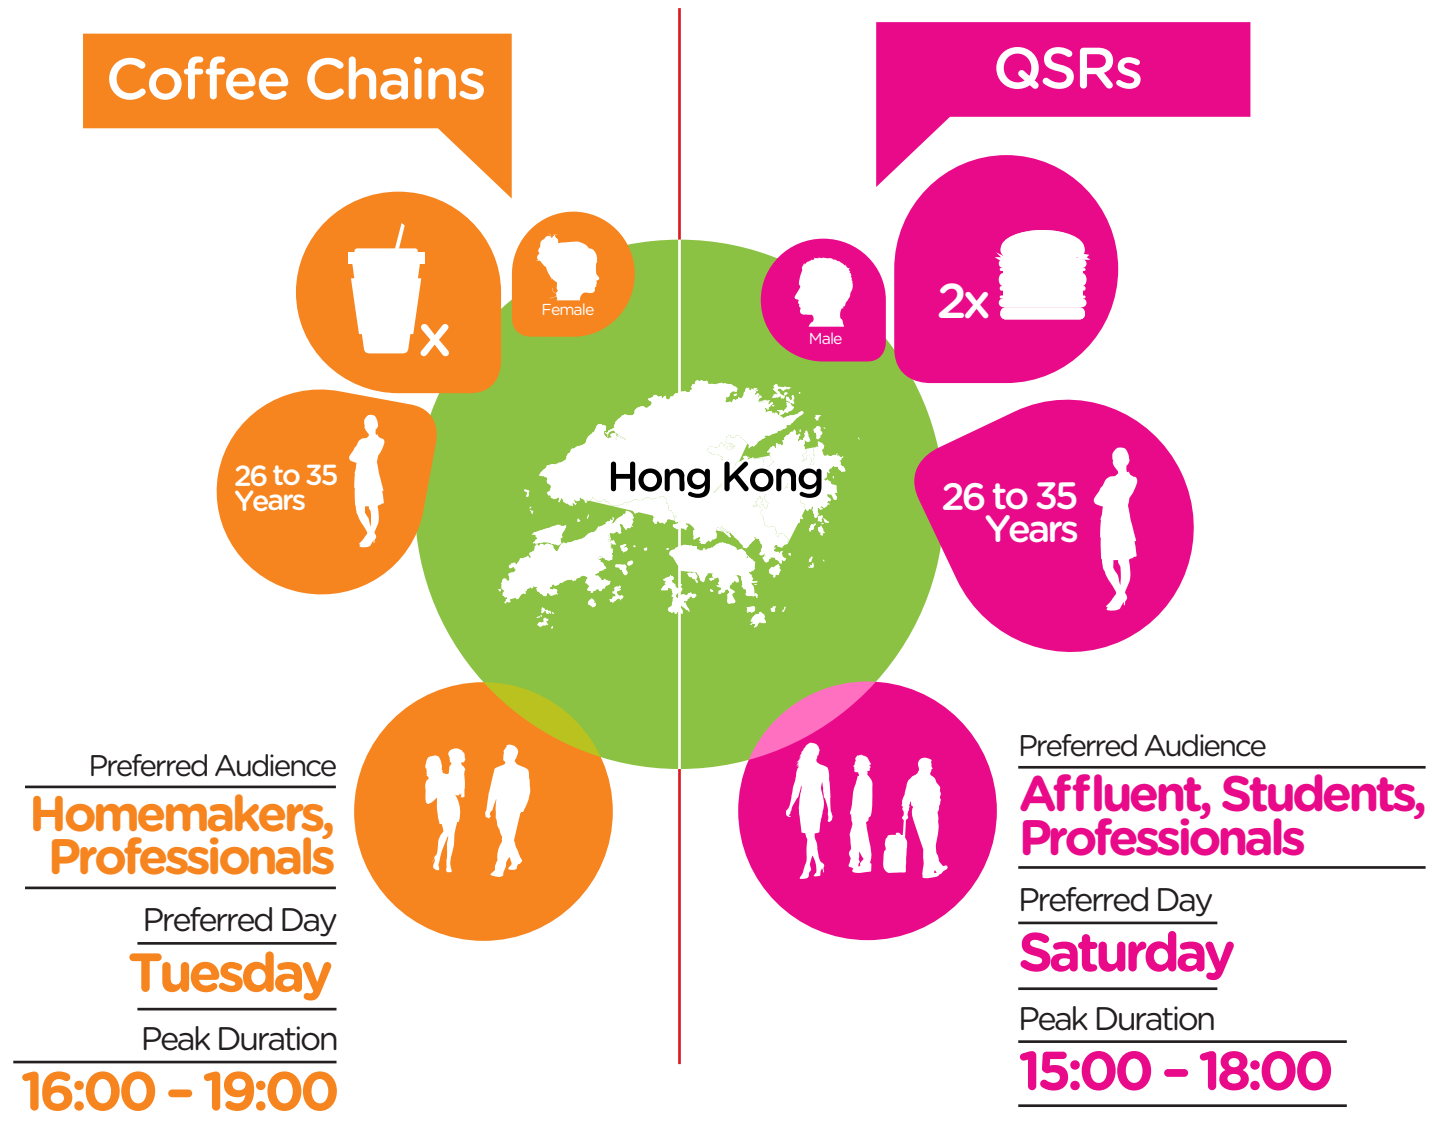 Coffee Chains
x
Female
26 to 35
Years
Preferred Audience
Homemakers,
Professionals
Preferred Day
Tuesday
Peak Duration
16:00 – 19:00
Hong Kong
QSRs
Male
2x
26 to 35
Years
Preferred Audience
Affluent, Students,
Professionals
Preferred Day
Saturday
Peak Duration
15:00 – 18:00